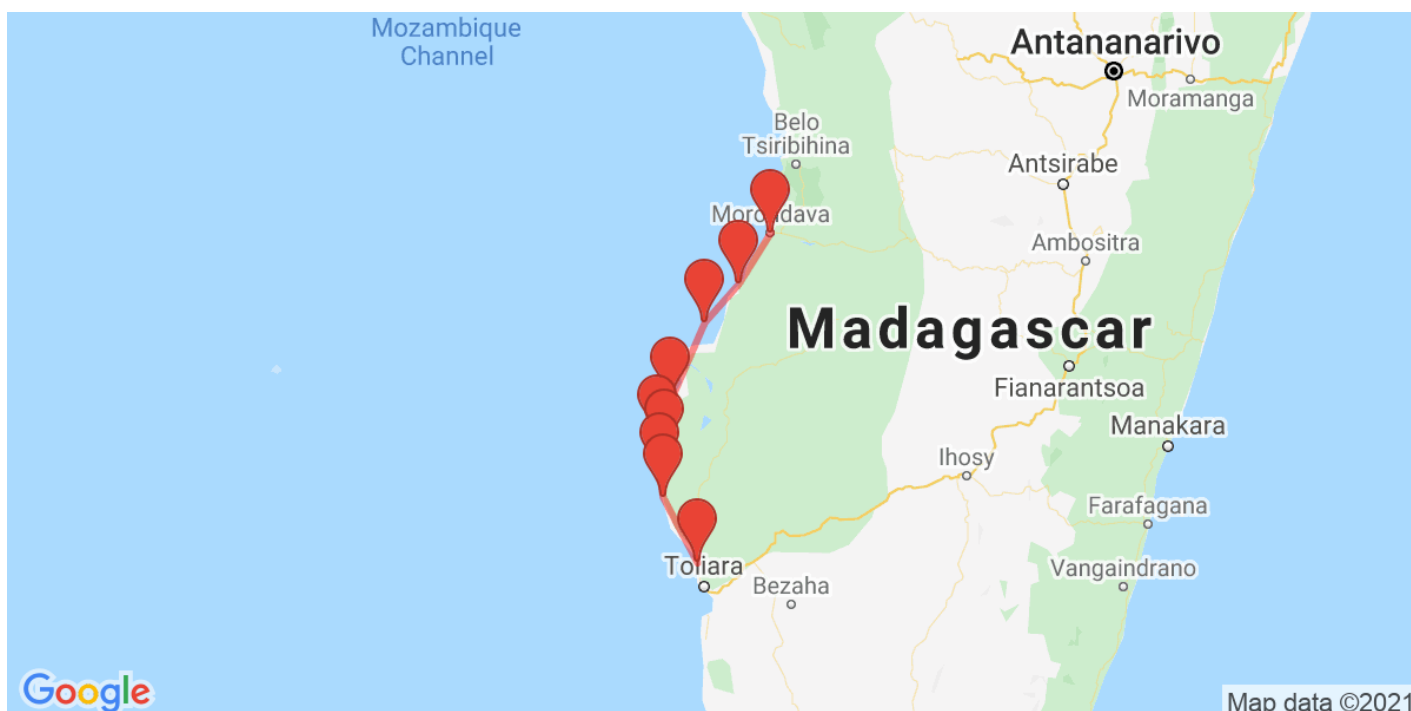 Mozambique
Channel
Antananarivo
Moramanga
Belo
Tsiribihina
Antsirabe
Morondava
Ambositra
Madagascar
Fianarantsoa
Manakara
Ihosy
Farafagana
Toliara
Bezaha
Vangaindrano
Google
Map data ©2021